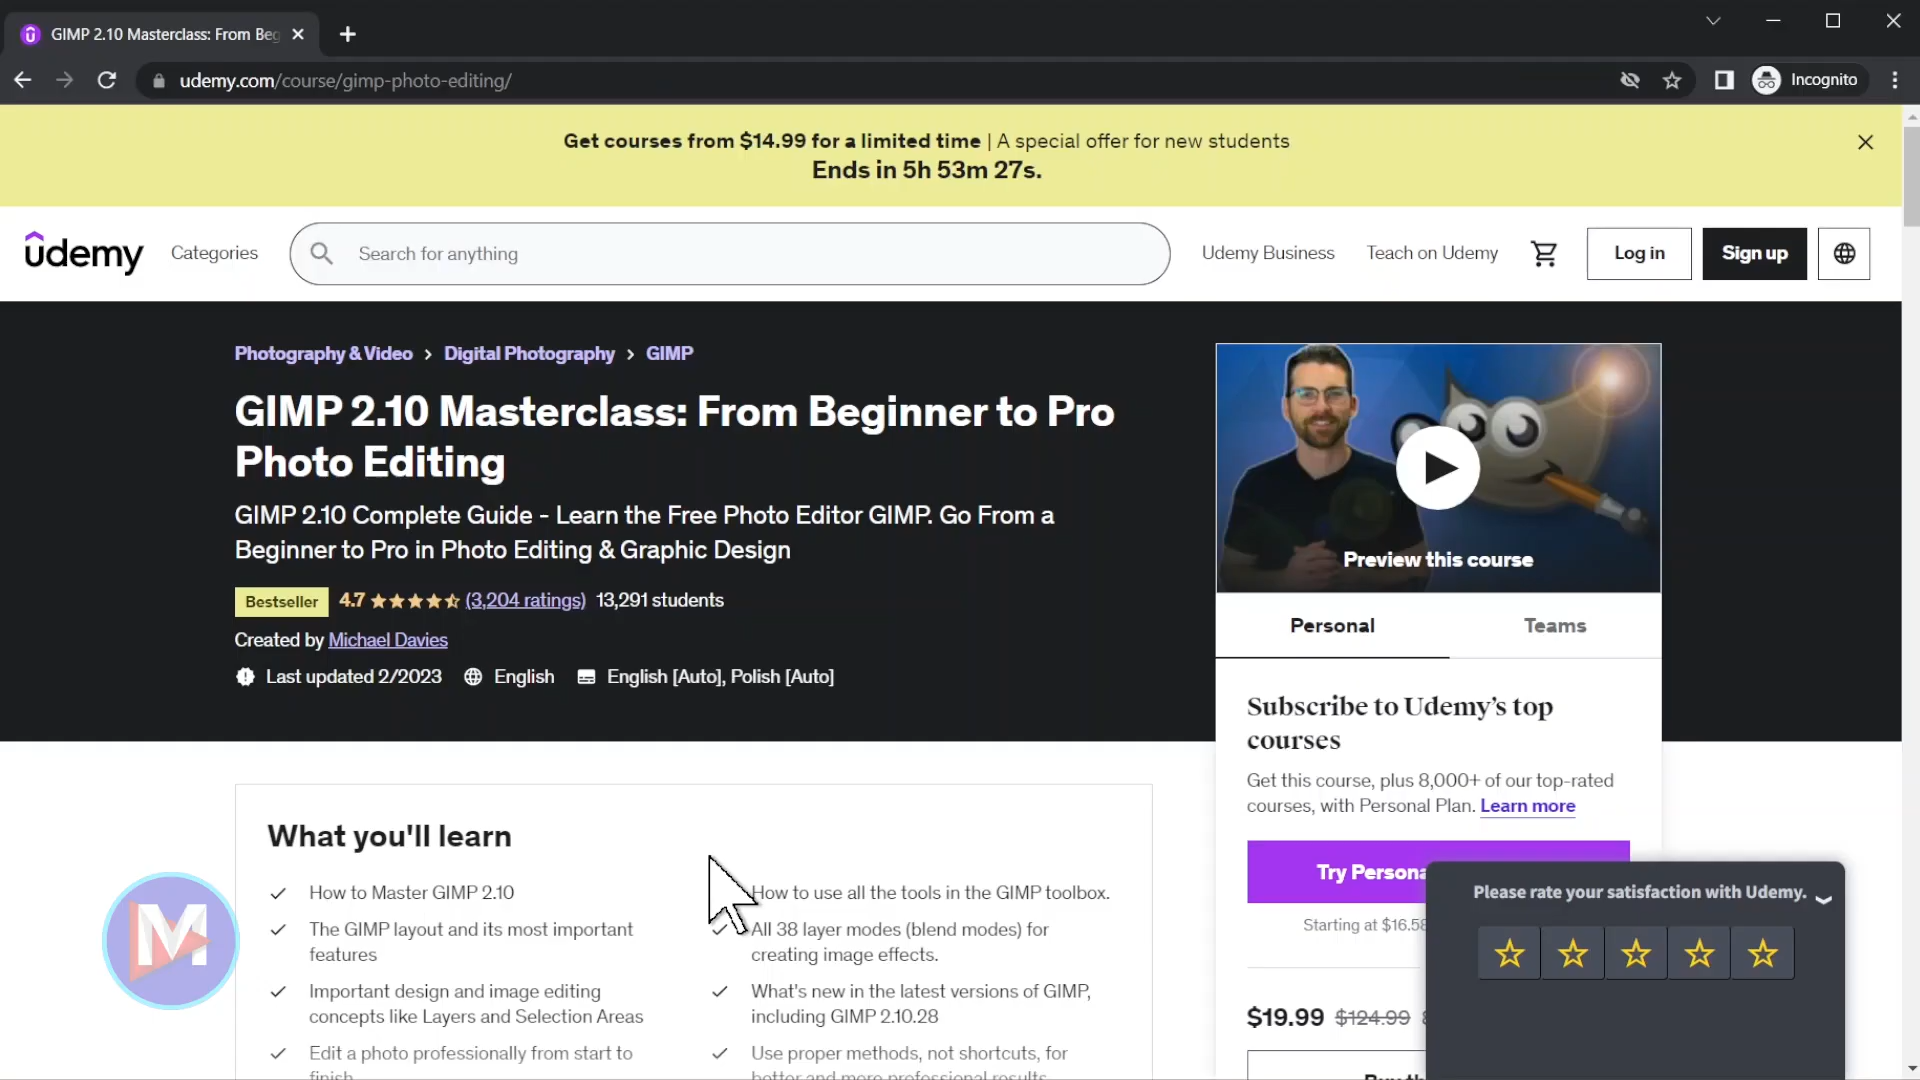 GIMP 2.10 Masterclass: From Beg
udemy.com/course/gimp-photo-editing/
Incognito
Get courses from $14.99 for a limited time | A special offer for new students
Ends in 5h 53m 27s.
udemy
Categories
Search for anything
Udemy Business
Teach on Udemy
Log in
Sign up
Photography & Video > Digital Photography > GIMP
GIMP 2.10 Masterclass: From Beginner to Pro
Photo Editing
GIMP 2.10 Complete Guide - Learn the Free Photo Editor GIMP. Go From a
Beginner to Pro in Photo Editing & Graphic Design
Bestseller 4.7 (3,204 ratings) 13,291 students
Created by Michael Davies
Last updated 2/2023 English English [Auto], Polish [Auto]
Preview this course
Personal
Teams
Subscribe to Udemy's top
courses
Get this course, plus 8,000+ of our top-rated
courses, with Personal Plan. Learn more
Try Persona
Starting at $16.58
$19.99 $124.99
Please rate your satisfaction with Udemy.
What you'll learn
How to Master GIMP 2.10
The GIMP layout and its most important
features
Important design and image editing
concepts like Layers and Selection Areas
Edit a photo professionally from start to
finish
How to use all the tools in the GIMP toolbox.
All 38 layer modes (blend modes) for
creating image effects.
What's new in the latest versions of GIMP,
including GIMP 2.10.28
Use proper methods, not shortcuts, for
better and more professional results
M